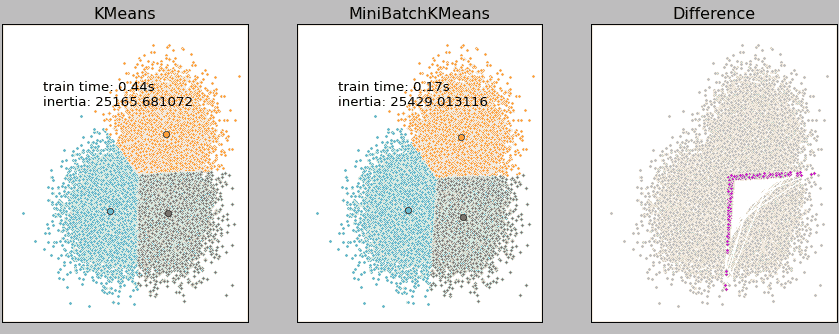 KMeans
MiniBatchKMeans
Difference
train time: 0.44s
inertia: 25165.681072
train time: 0.17s
inertia: 25429.013116